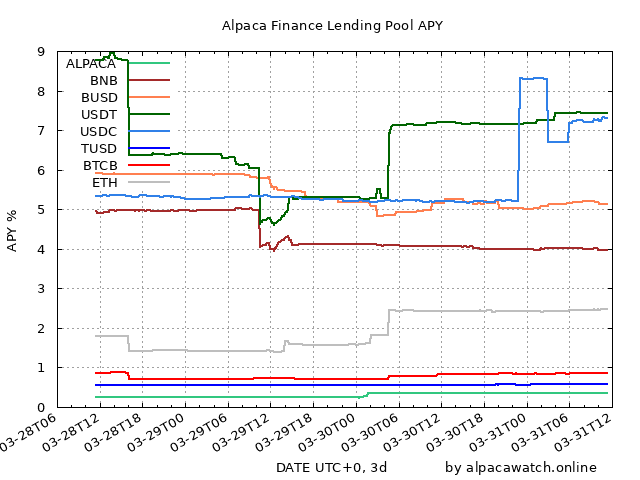 Alpaca Finance Lending Pool APY
9
8
7
6
5
4
3
2
1
0
APY %
ALPACA
BNB
BUSD
USDT
USDC
TUSD
BTCB
ETH
03-28T06
03-28T12
03-28T18
03-29T00
03-29T06
03-29T12
03-29T18
03-30T00
03-30T06
03-30T12
03-30T18
03-31T00
03-31T06
03-31T12
DATE UTC+0, 3d
by alpacawatch.online